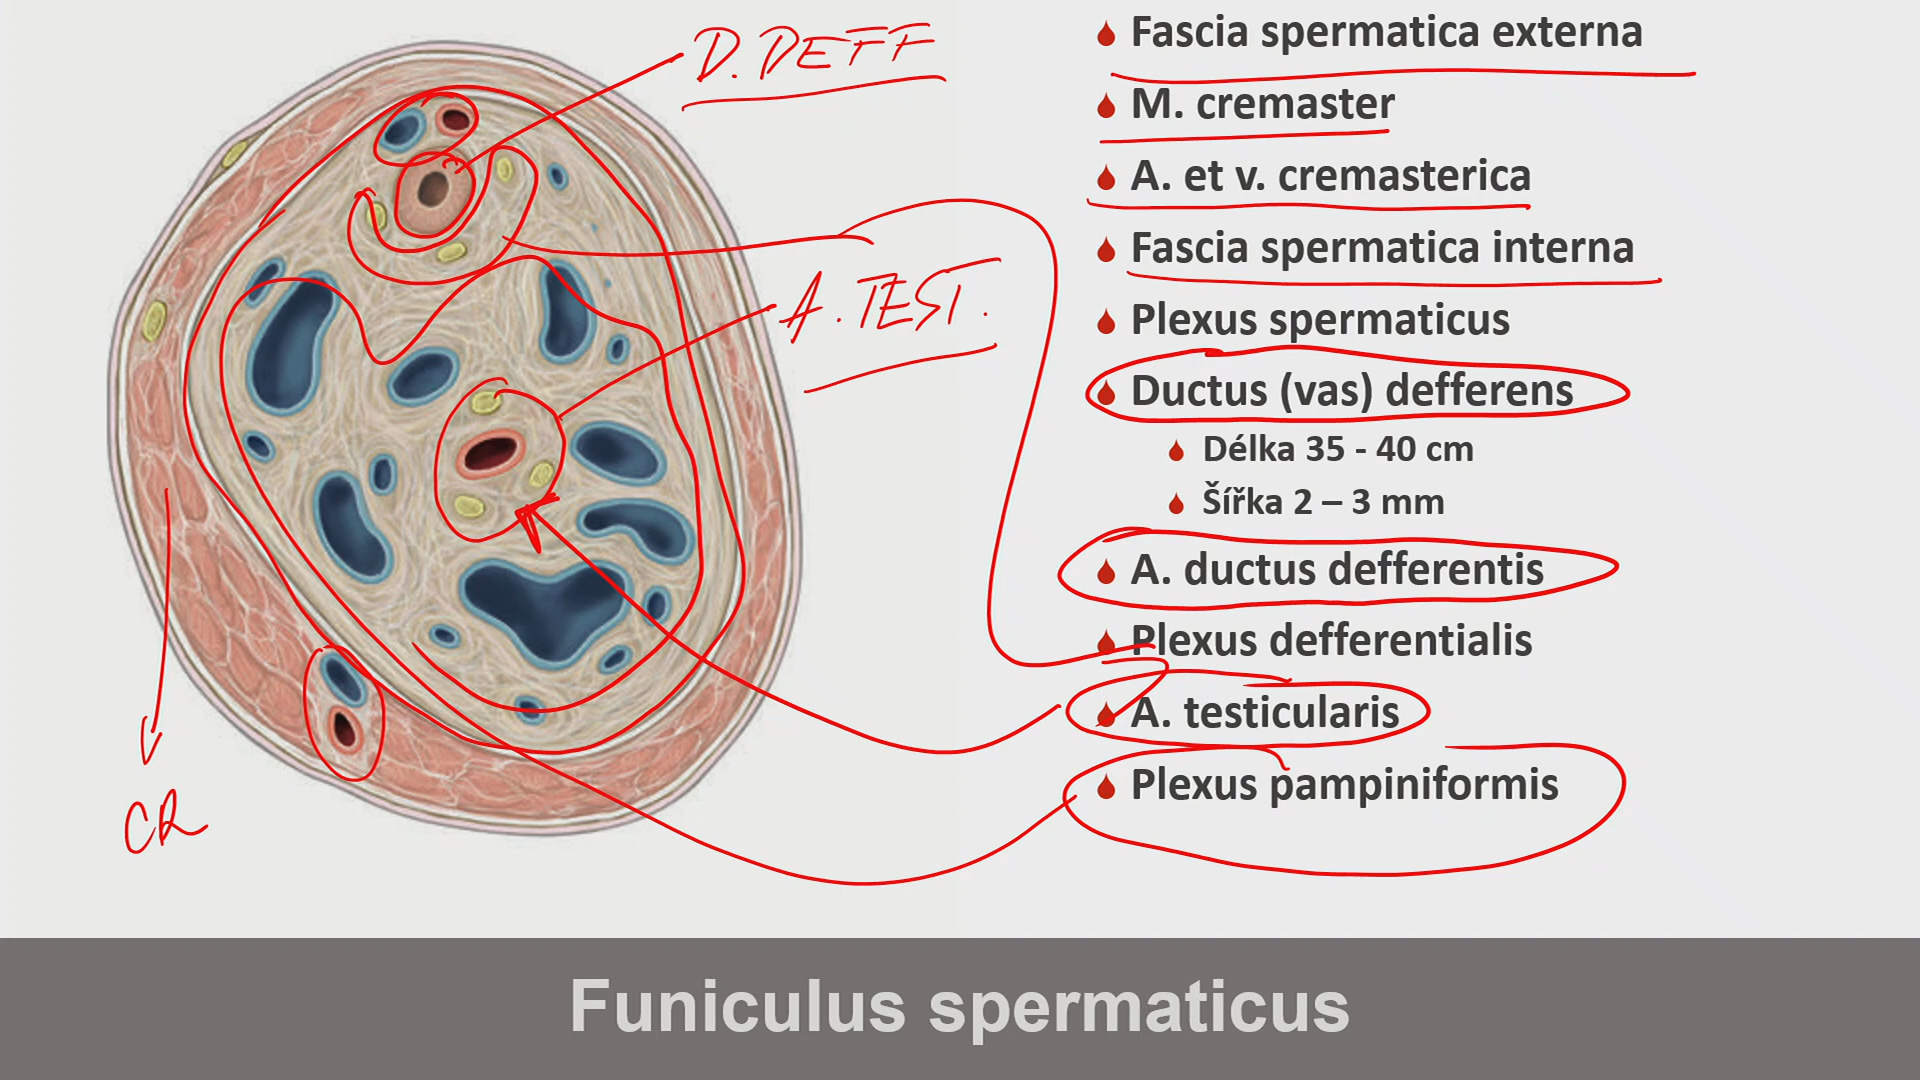 D. DEFF
A. TEST.
CR
Fascia spermatica externa
M. cremaster
A. et v. cremasterica
Fascia spermatica interna
Plexus spermaticus
Ductus (vas) defferens
Délka 35 - 40 cm
Šířka 2 – 3 mm
A. ductus defferentis
Plexus defferentialis
A. testicularis
Plexus pampiniformis
Funiculus spermaticus